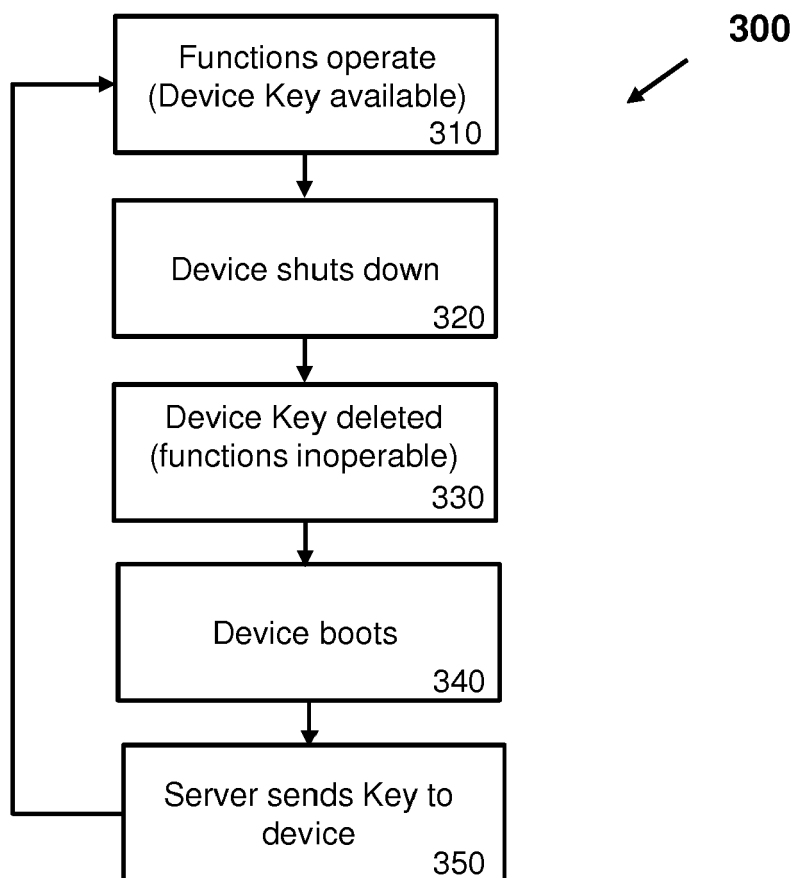 300
Functions operate
(Device Key available)
310
Device shuts down
320
Device Key deleted
(functions inoperable)
330
Device boots
340
Server sends Key to
device
350